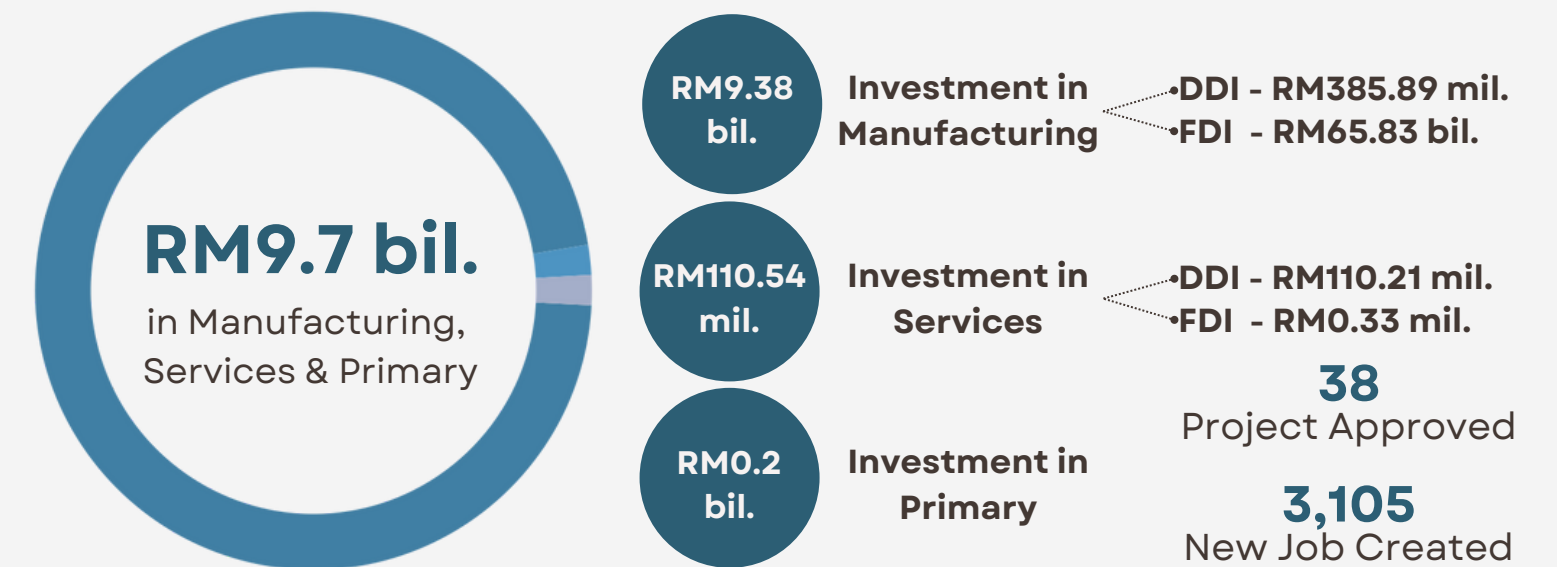 RM9.7 bil.
in Manufacturing,
Services & Primary
RM9.38
bil.
Investment in
Manufacturing
DDI - RM385.89 mil.
FDI - RM65.83 bil.
RM110.54
mil.
Investment in
Services
DDI - RM110.21 mil.
FDI - RM0.33 mil.
RM0.2
bil.
Investment in
Primary
38
Project Approved
3,105
New Job Created